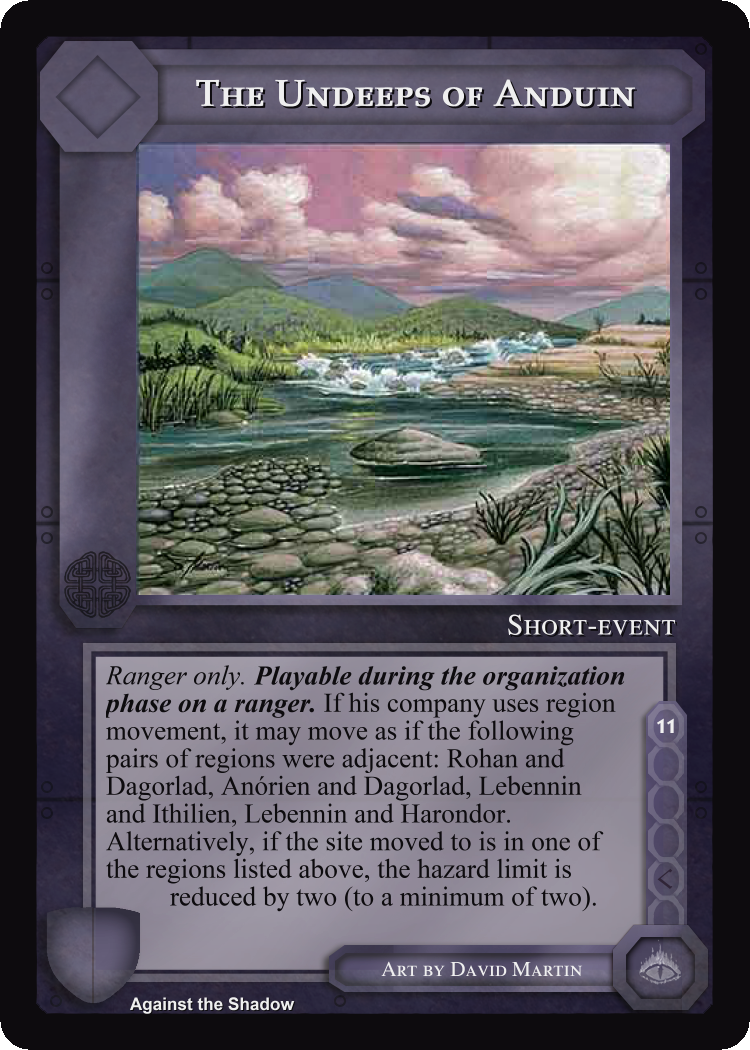 The Undeeps of Anduin
Short-event
Ranger only. Playable during the organization
phase on a ranger. If his company uses region
movement, it may move as if the following
pairs of regions were adjacent: Rohan and
Dagorlad, Anórien and Dagorlad, Lebennin
and Ithilien, Lebennin and Harondor.
Alternatively, if the site moved to is in one of
the regions listed above, the hazard limit is
reduced by two (to a minimum of two).
11
Art by David Martin
Against the Shadow